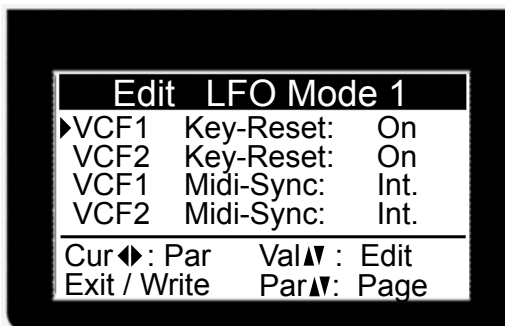 Edit LFO Mode 1
VCF1 Key-Reset: On
VCF2 Key-Reset: On
VCF1 Midi-Sync: Int.
VCF2 Midi-Sync: Int.
Cur: Par Val: Edit
Exit / Write Par: Page